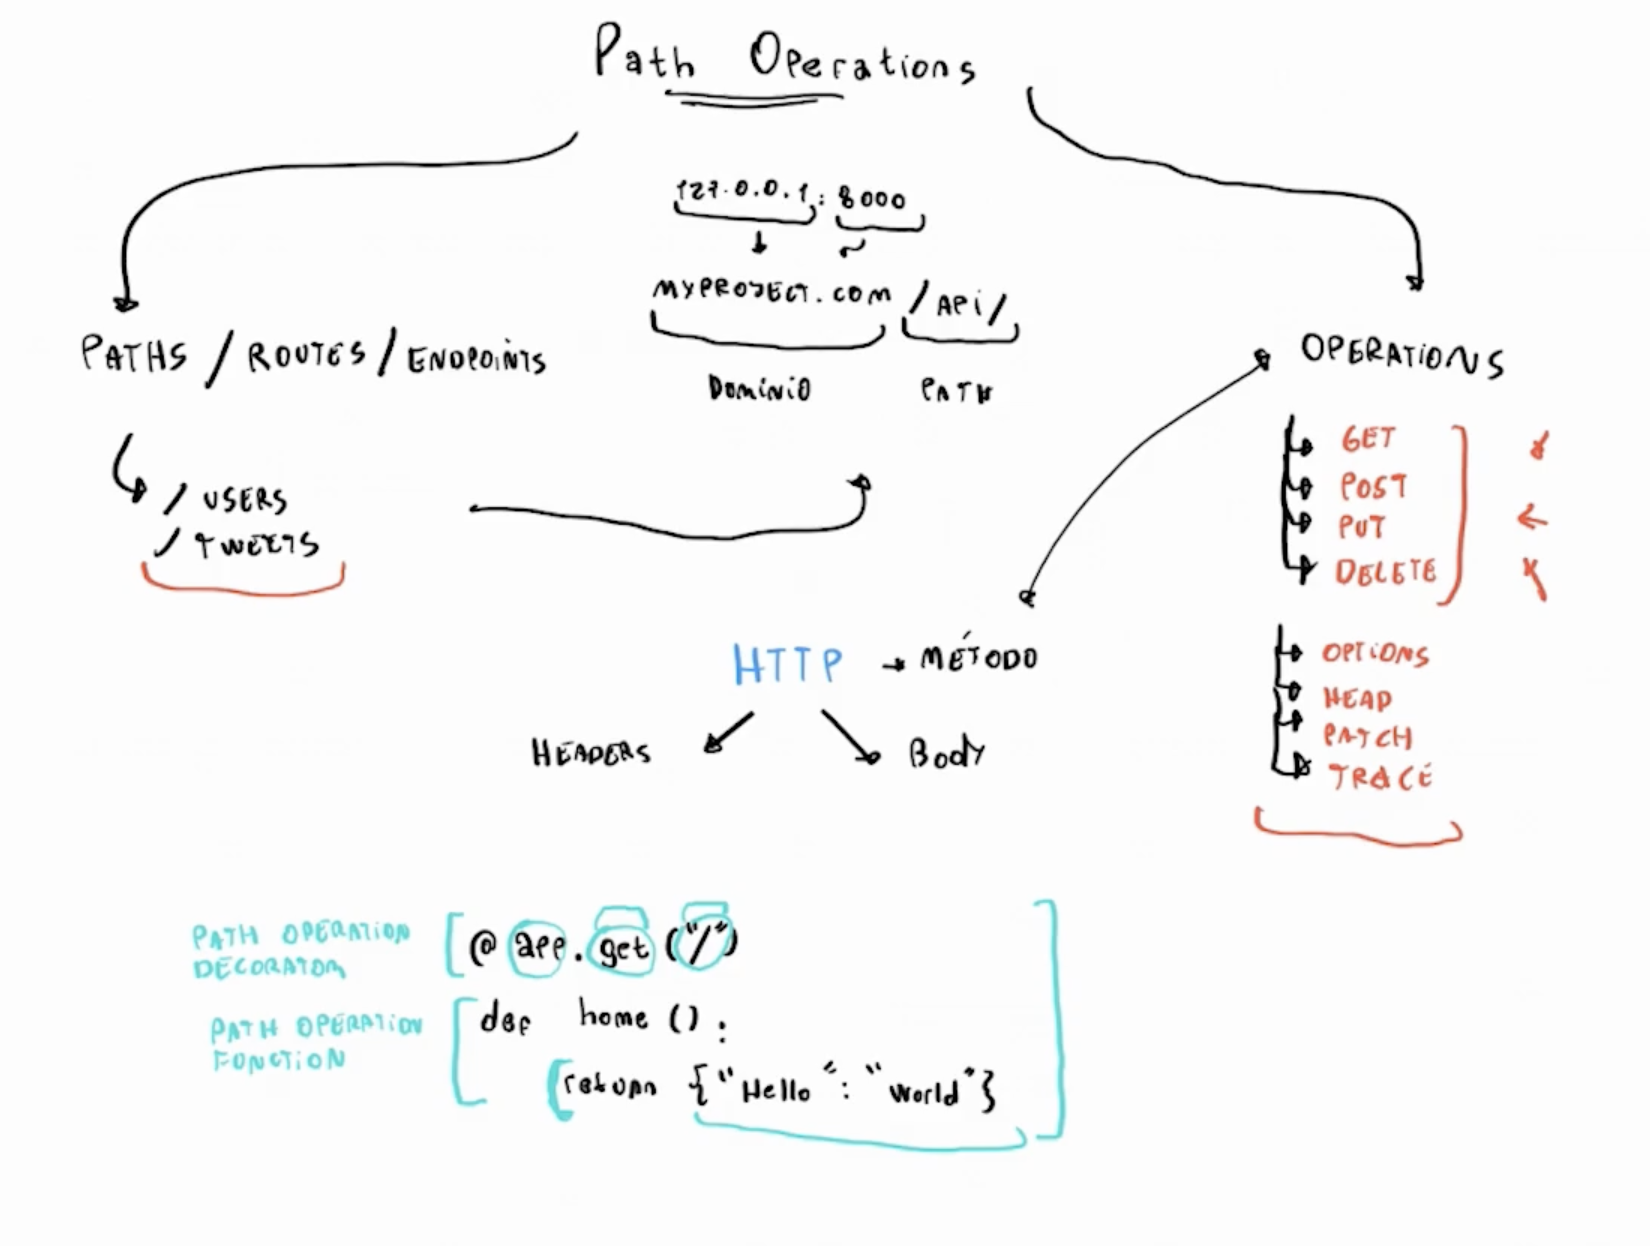 Path Operations
127.0.0.1:8000
MYPROJECT.COM /API/
DOMINIO PATH
PATHS / ROUTES / ENDPOINTS
/ USERS
/ TWEETS
OPERATIONS
GET
POST
PUT
DELETE
OPTIONS
HEAD
PATCH
TRACE
HTTP → MÉTODO
HEADERS Body
PATH OPERATION
DECORATOR
@ app.get("/")
PATH OPERATION
FUNCTION
def home():
return {"Hello": "World"}